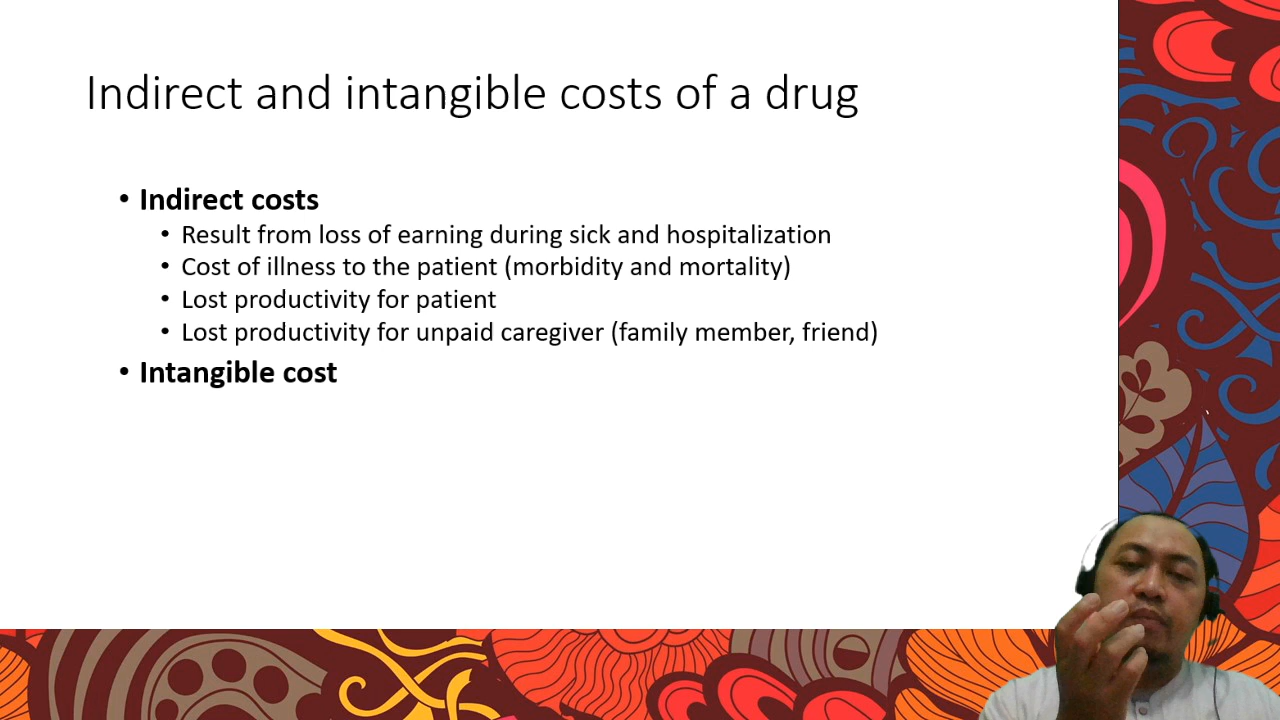 Indirect and intangible costs of a drug
• Indirect costs
• Result from loss of earning during sick and hospitalization
• Cost of illness to the patient (morbidity and mortality)
• Lost productivity for patient
• Lost productivity for unpaid caregiver (family member, friend)
• Intangible cost